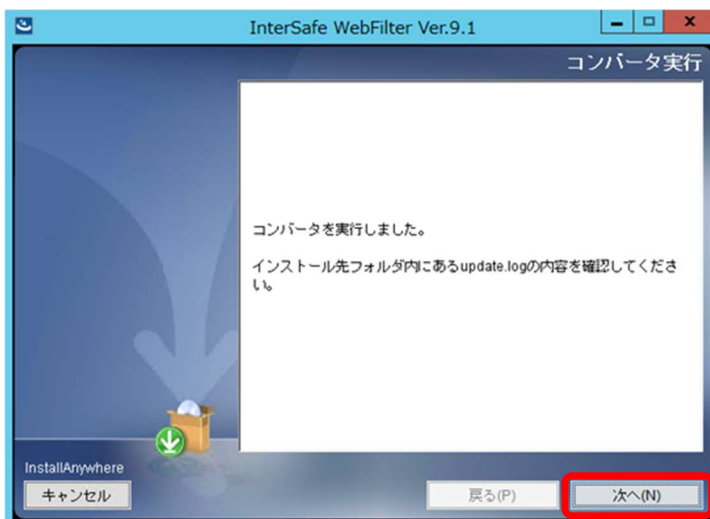 InterSafe WebFilter Ver.9.1
コンバータ実行
コンバータを実行しました。
インストール先フォルダ内にあるupdate.logの内容を確認してくださ
い。
InstallAnywhere
キャンセル
戻る(P)
次へ(N)